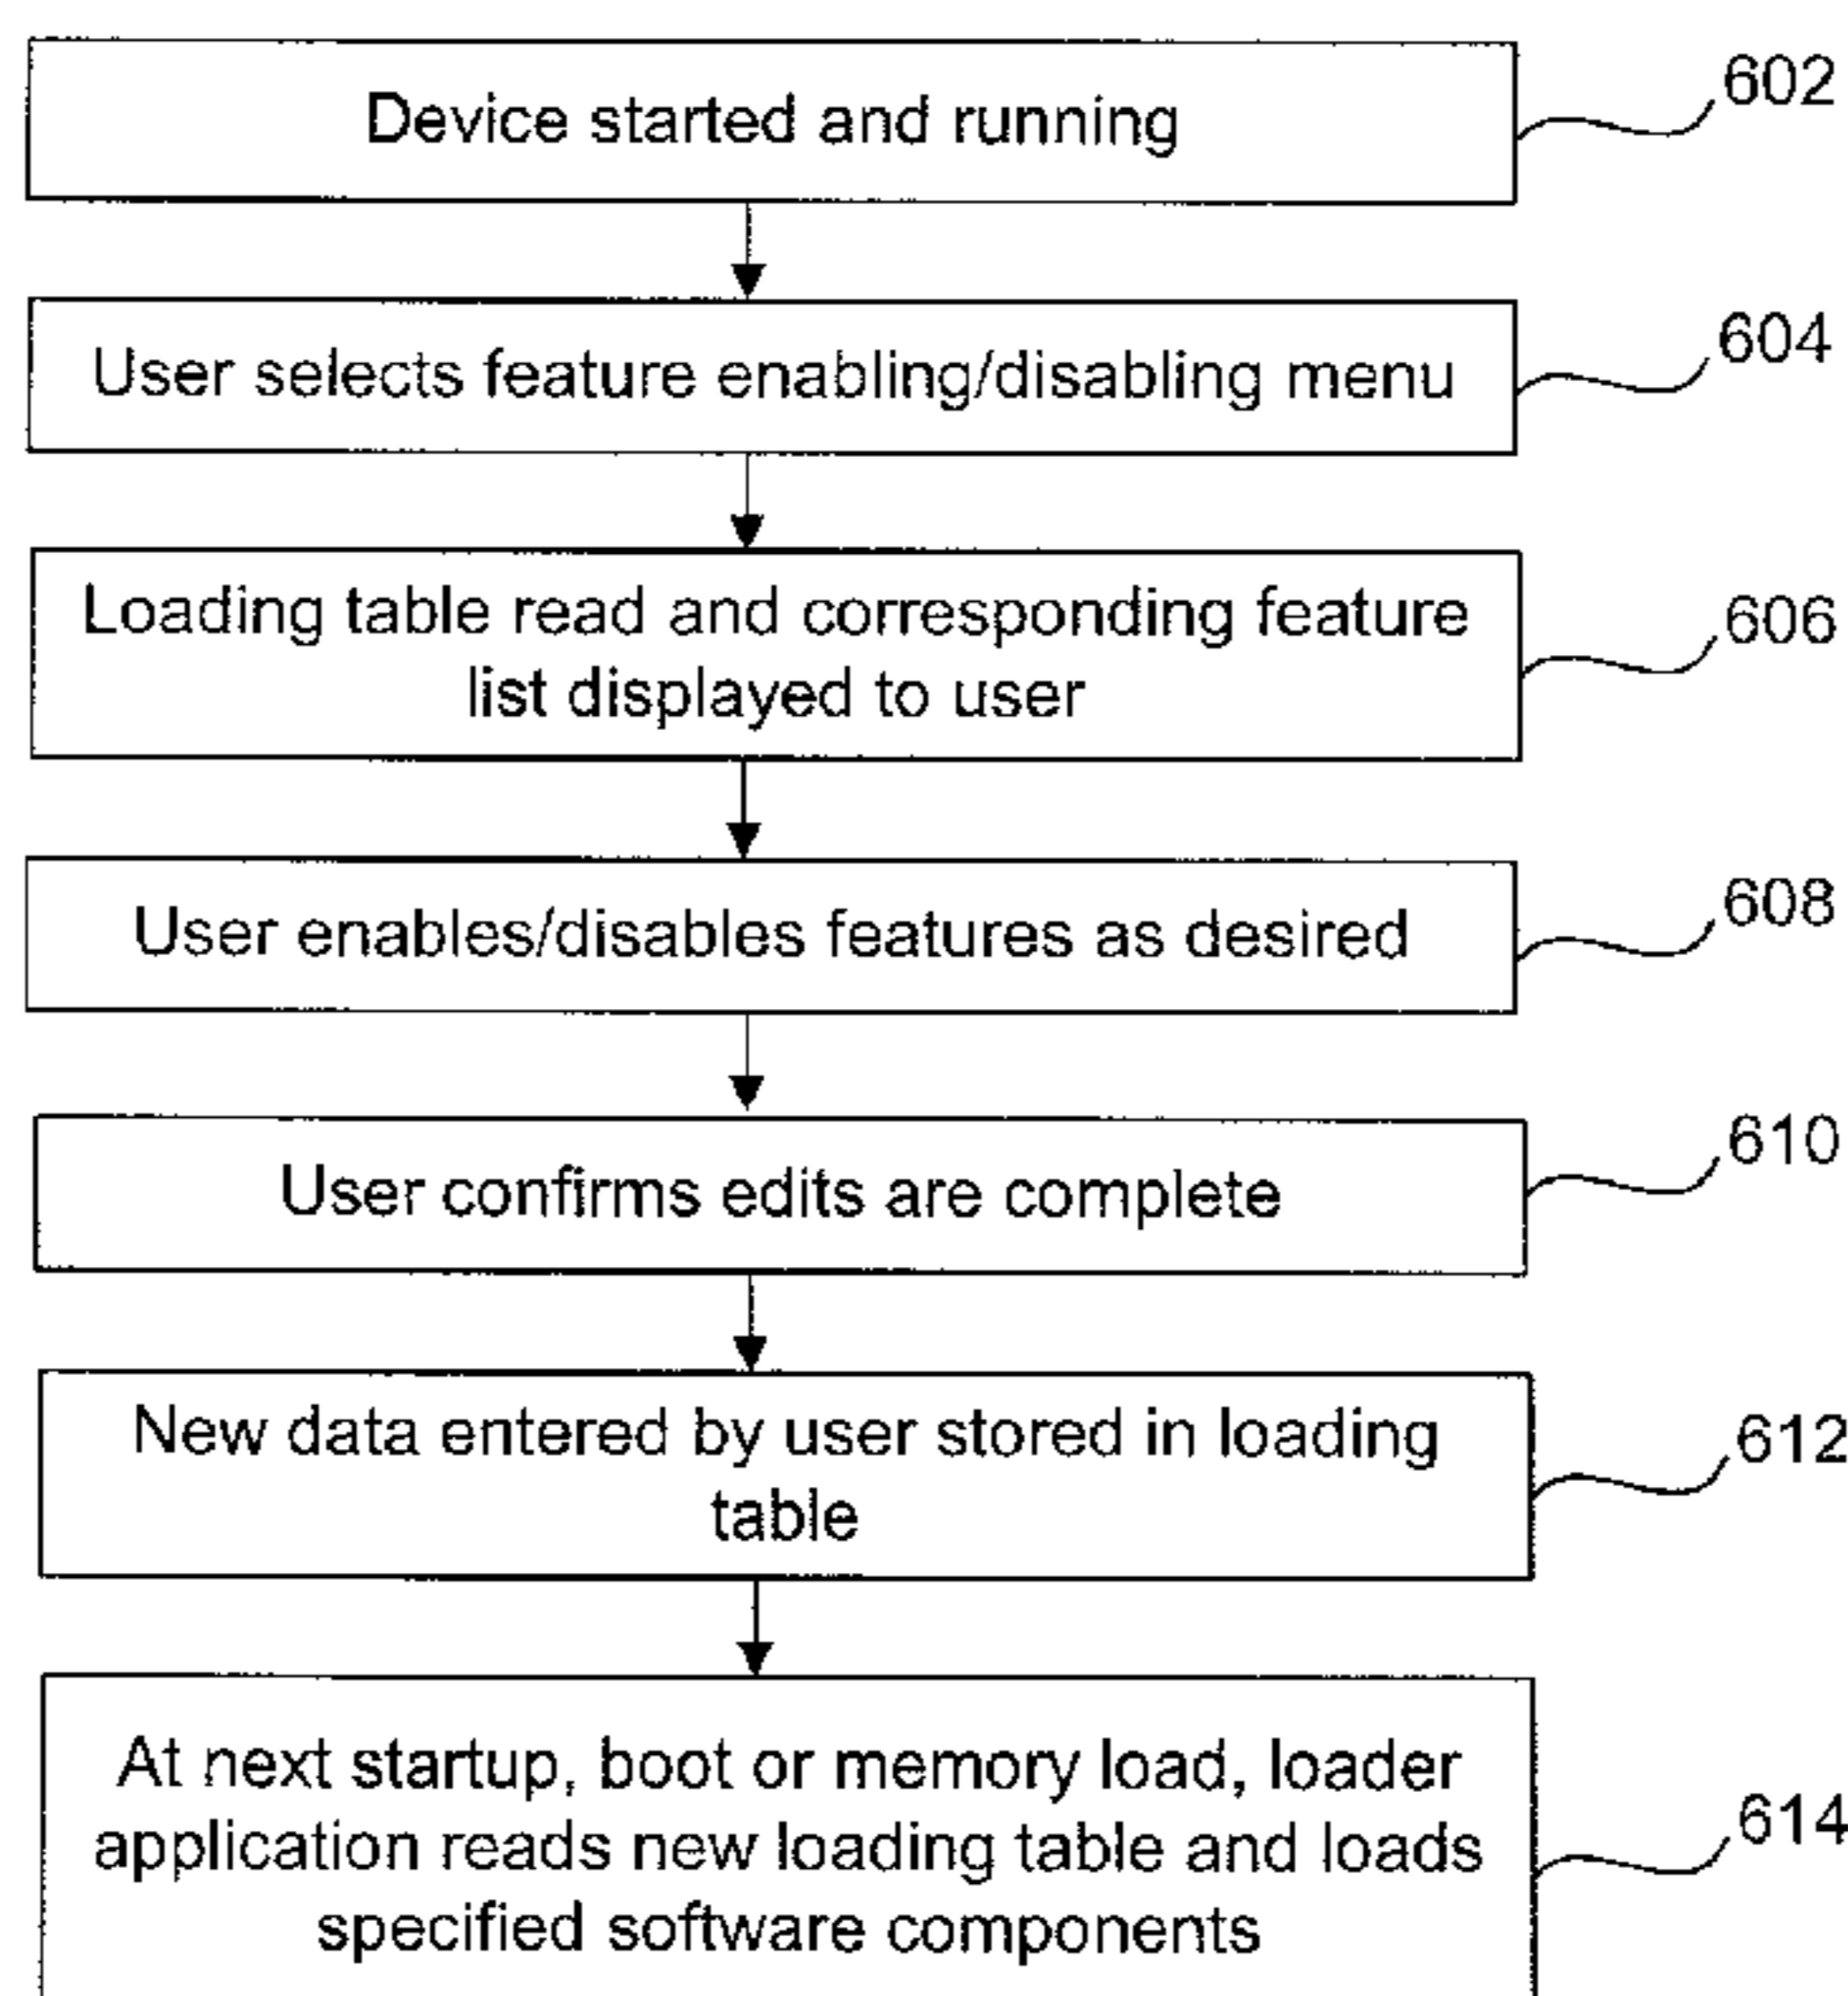 Device started and running
602
User selects feature enabling/disabling menu
604
Loading table read and corresponding feature
list displayed to user
606
User enables/disables features as desired
608
User confirms edits are complete
610
New data entered by user stored in loading
table
612
At next startup, boot or memory load, loader
application reads new loading table and loads
specified software components
614